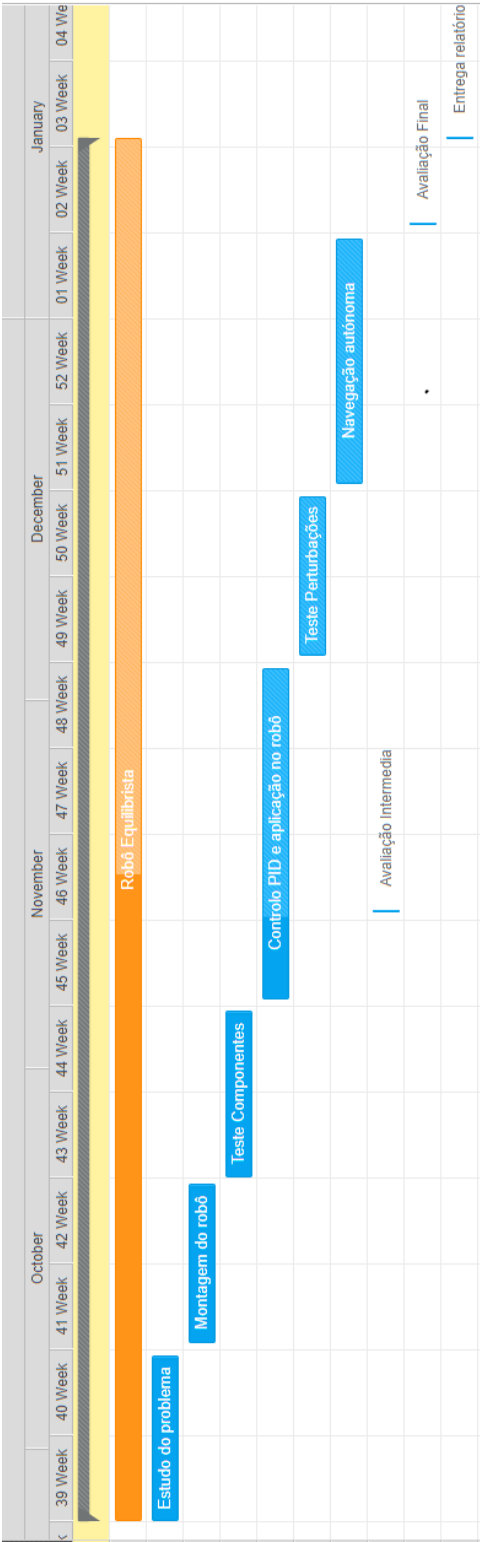 October
November
December
January
39 Week
40 Week
41 Week
42 Week
43 Week
44 Week
45 Week
46 Week
47 Week
48 Week
49 Week
50 Week
51 Week
52 Week
01 Week
02 Week
03 Week
04 We
Robô Equilibrista
Estudo do problema
Montagem do robô
Teste Componentes
Controlo PID e aplicação no robô
Teste Perturbações
Navegação autónoma
Avaliação Intermedia
Avaliação Final
Entrega relatório